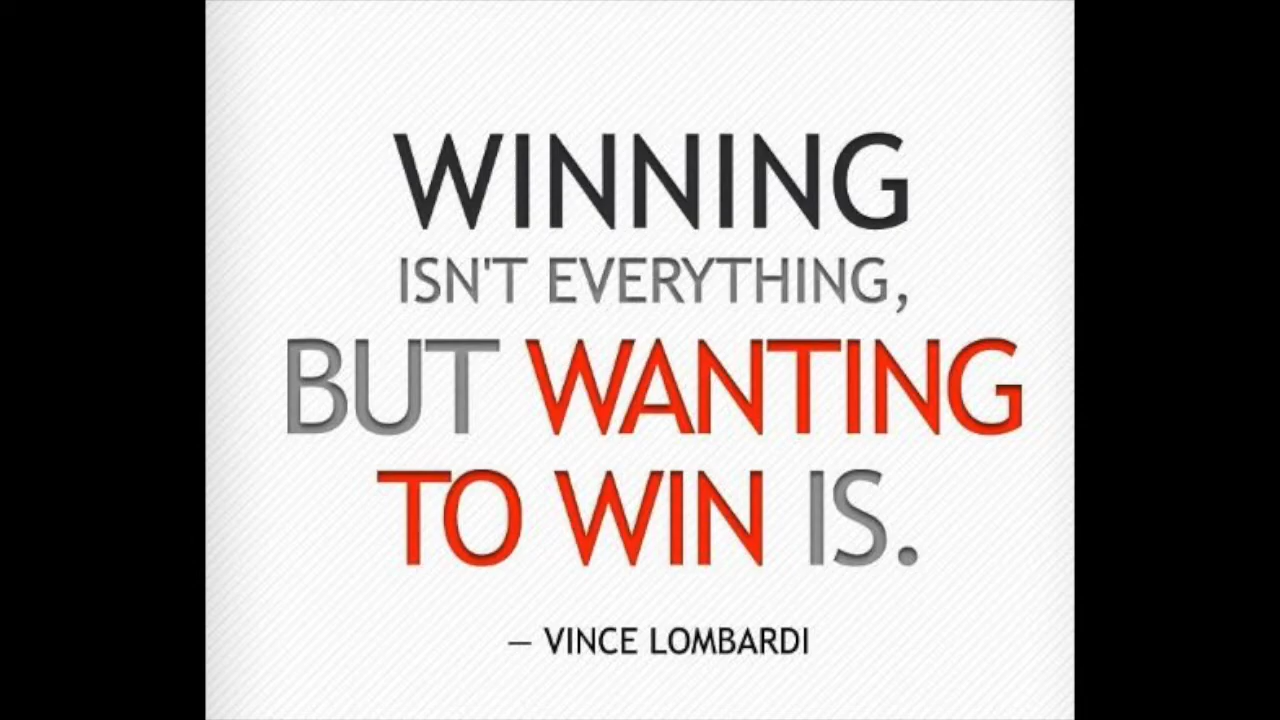 WINNING
ISN'T EVERYTHING,
BUT WANTING
TO WIN IS.
– VINCE LOMBARDI